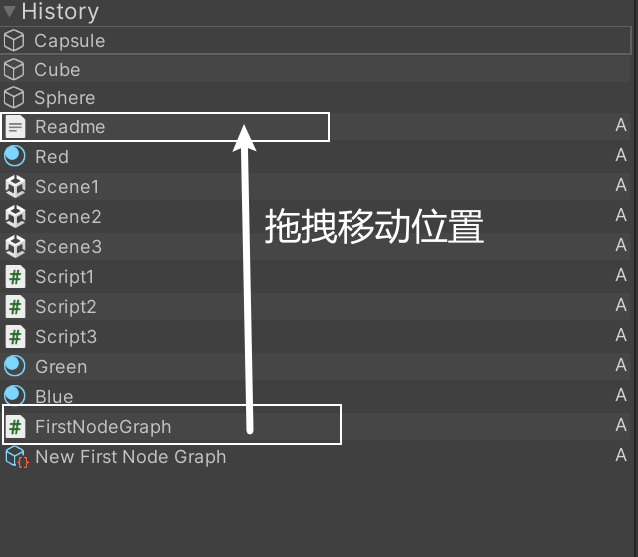 History
Capsule
Cube
Sphere
Readme A
Red A
Scene1 A
Scene2 A
拖拽移动位置
Scene3 A
Script1 A
Script2 A
Script3 A
Green A
Blue A
FirstNodeGraph A
New First Node Graph A